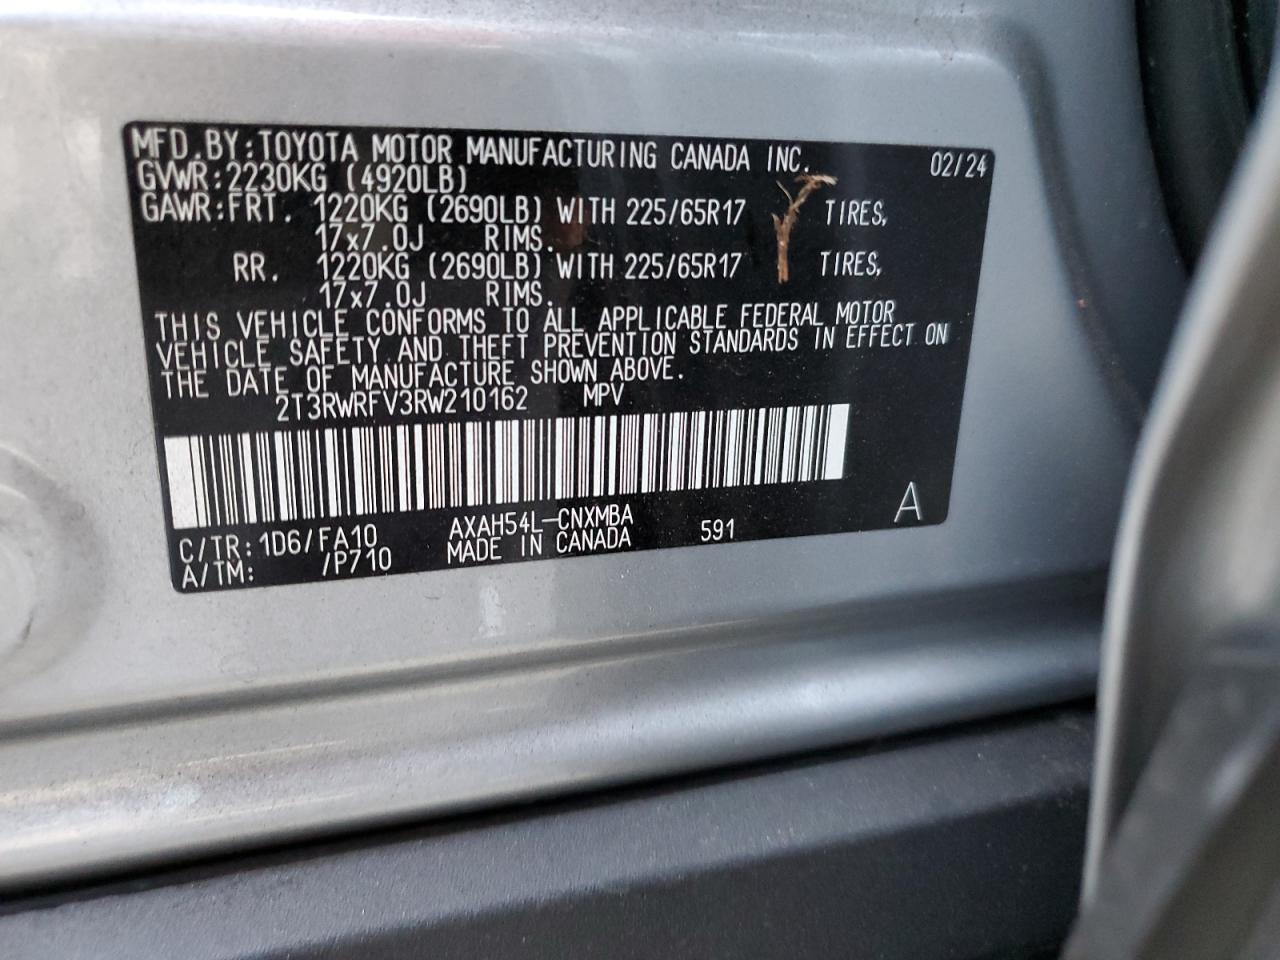 MFD.BY:TOYOTA MOTOR MANUFACTURING CANADA INC. 02/24
GVWR:2230KG (4920LB)
GAWR:FRT. 1220KG (2690LB) WITH 225/65R17 TIRES,
17x7.0J RIMS.
RR. 1220KG (2690LB) WITH 225/65R17 TIRES,
17x7.0J RIMS.
THIS VEHICLE CONFORMS TO ALL APPLICABLE FEDERAL MOTOR
VEHICLE SAFETY AND THEFT PREVENTION STANDARDS IN EFFECT ON
THE DATE OF MANUFACTURE SHOWN ABOVE.
2T3RWRFV3RW210162 MPV
C/TR:1D6/FA10 AXAH54L-CNXMBA 591 A
A/TM: /P710 MADE IN CANADA